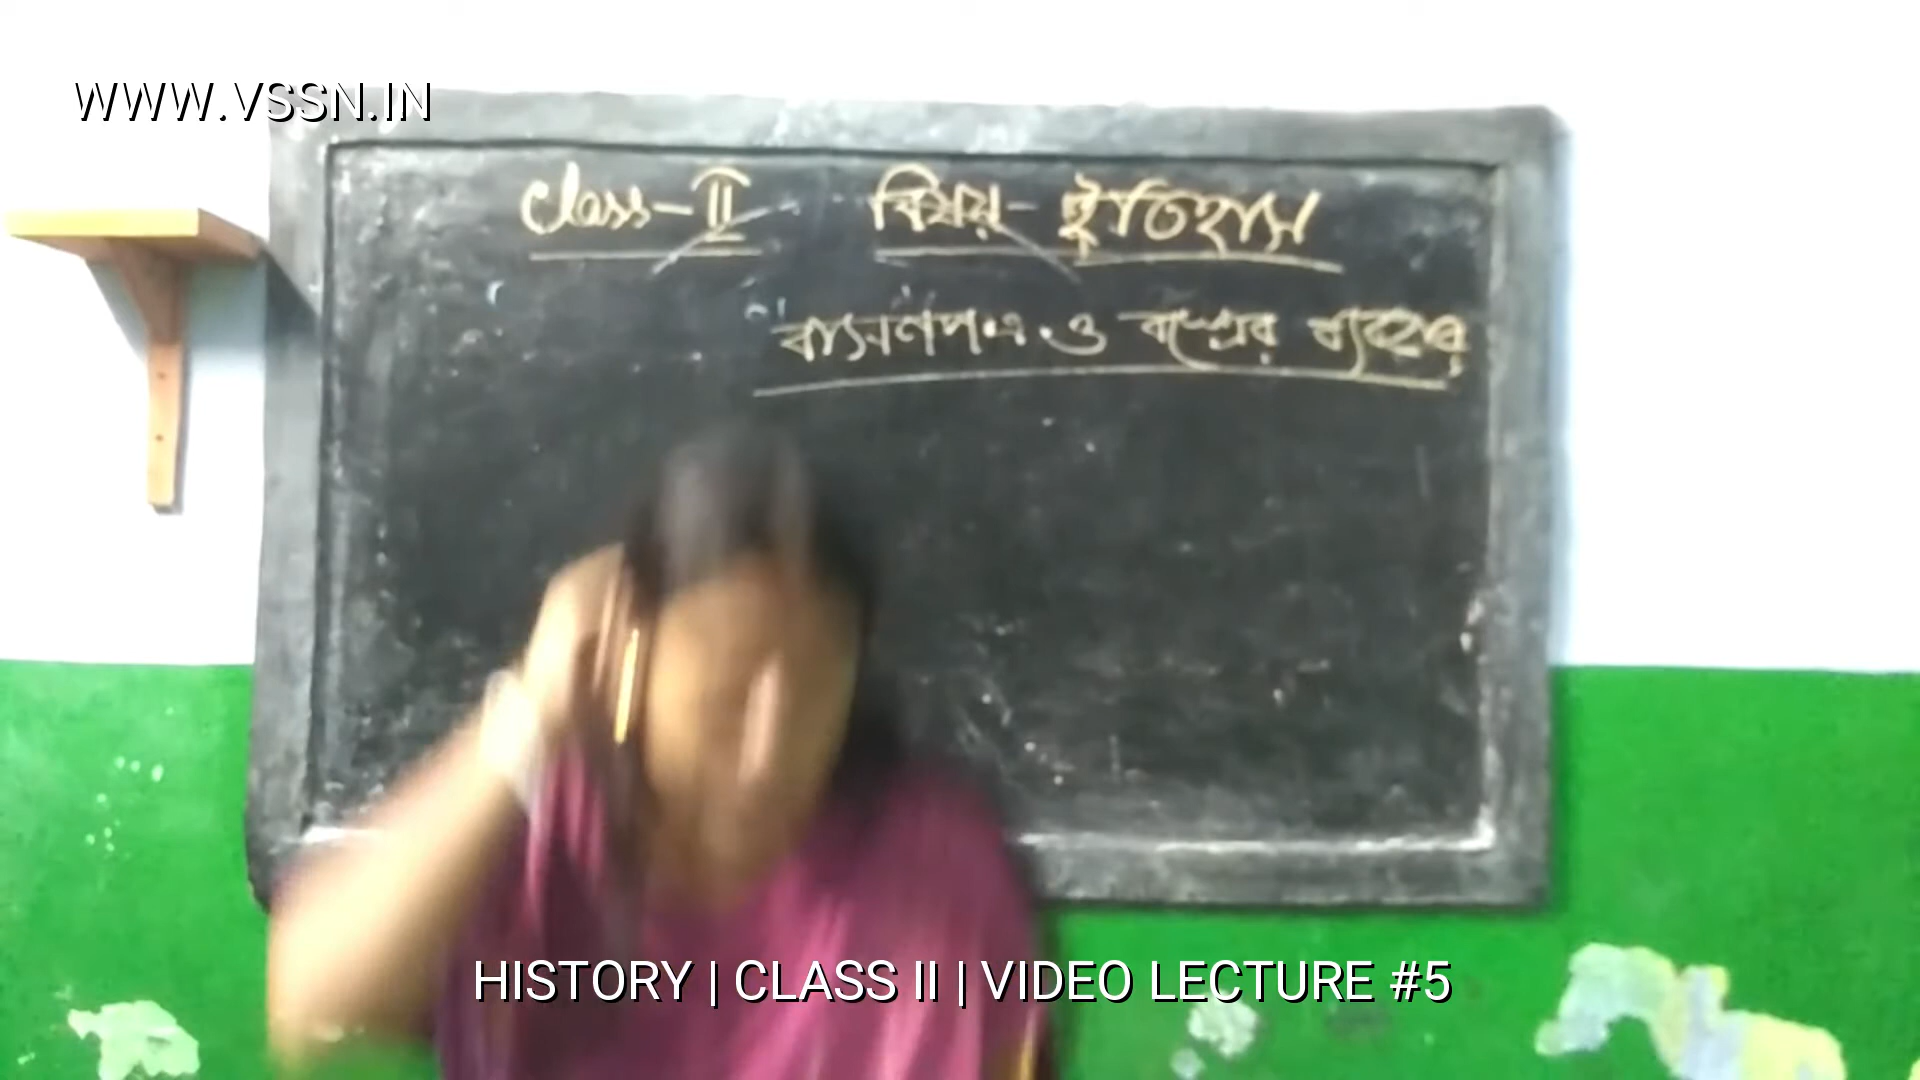 WWW.VSSN.IN
Class-II বিষয়- ইতিহাস
বাসনপত্র ও বস্ত্রের ব্যবহার
HISTORY | CLASS II | VIDEO LECTURE #5